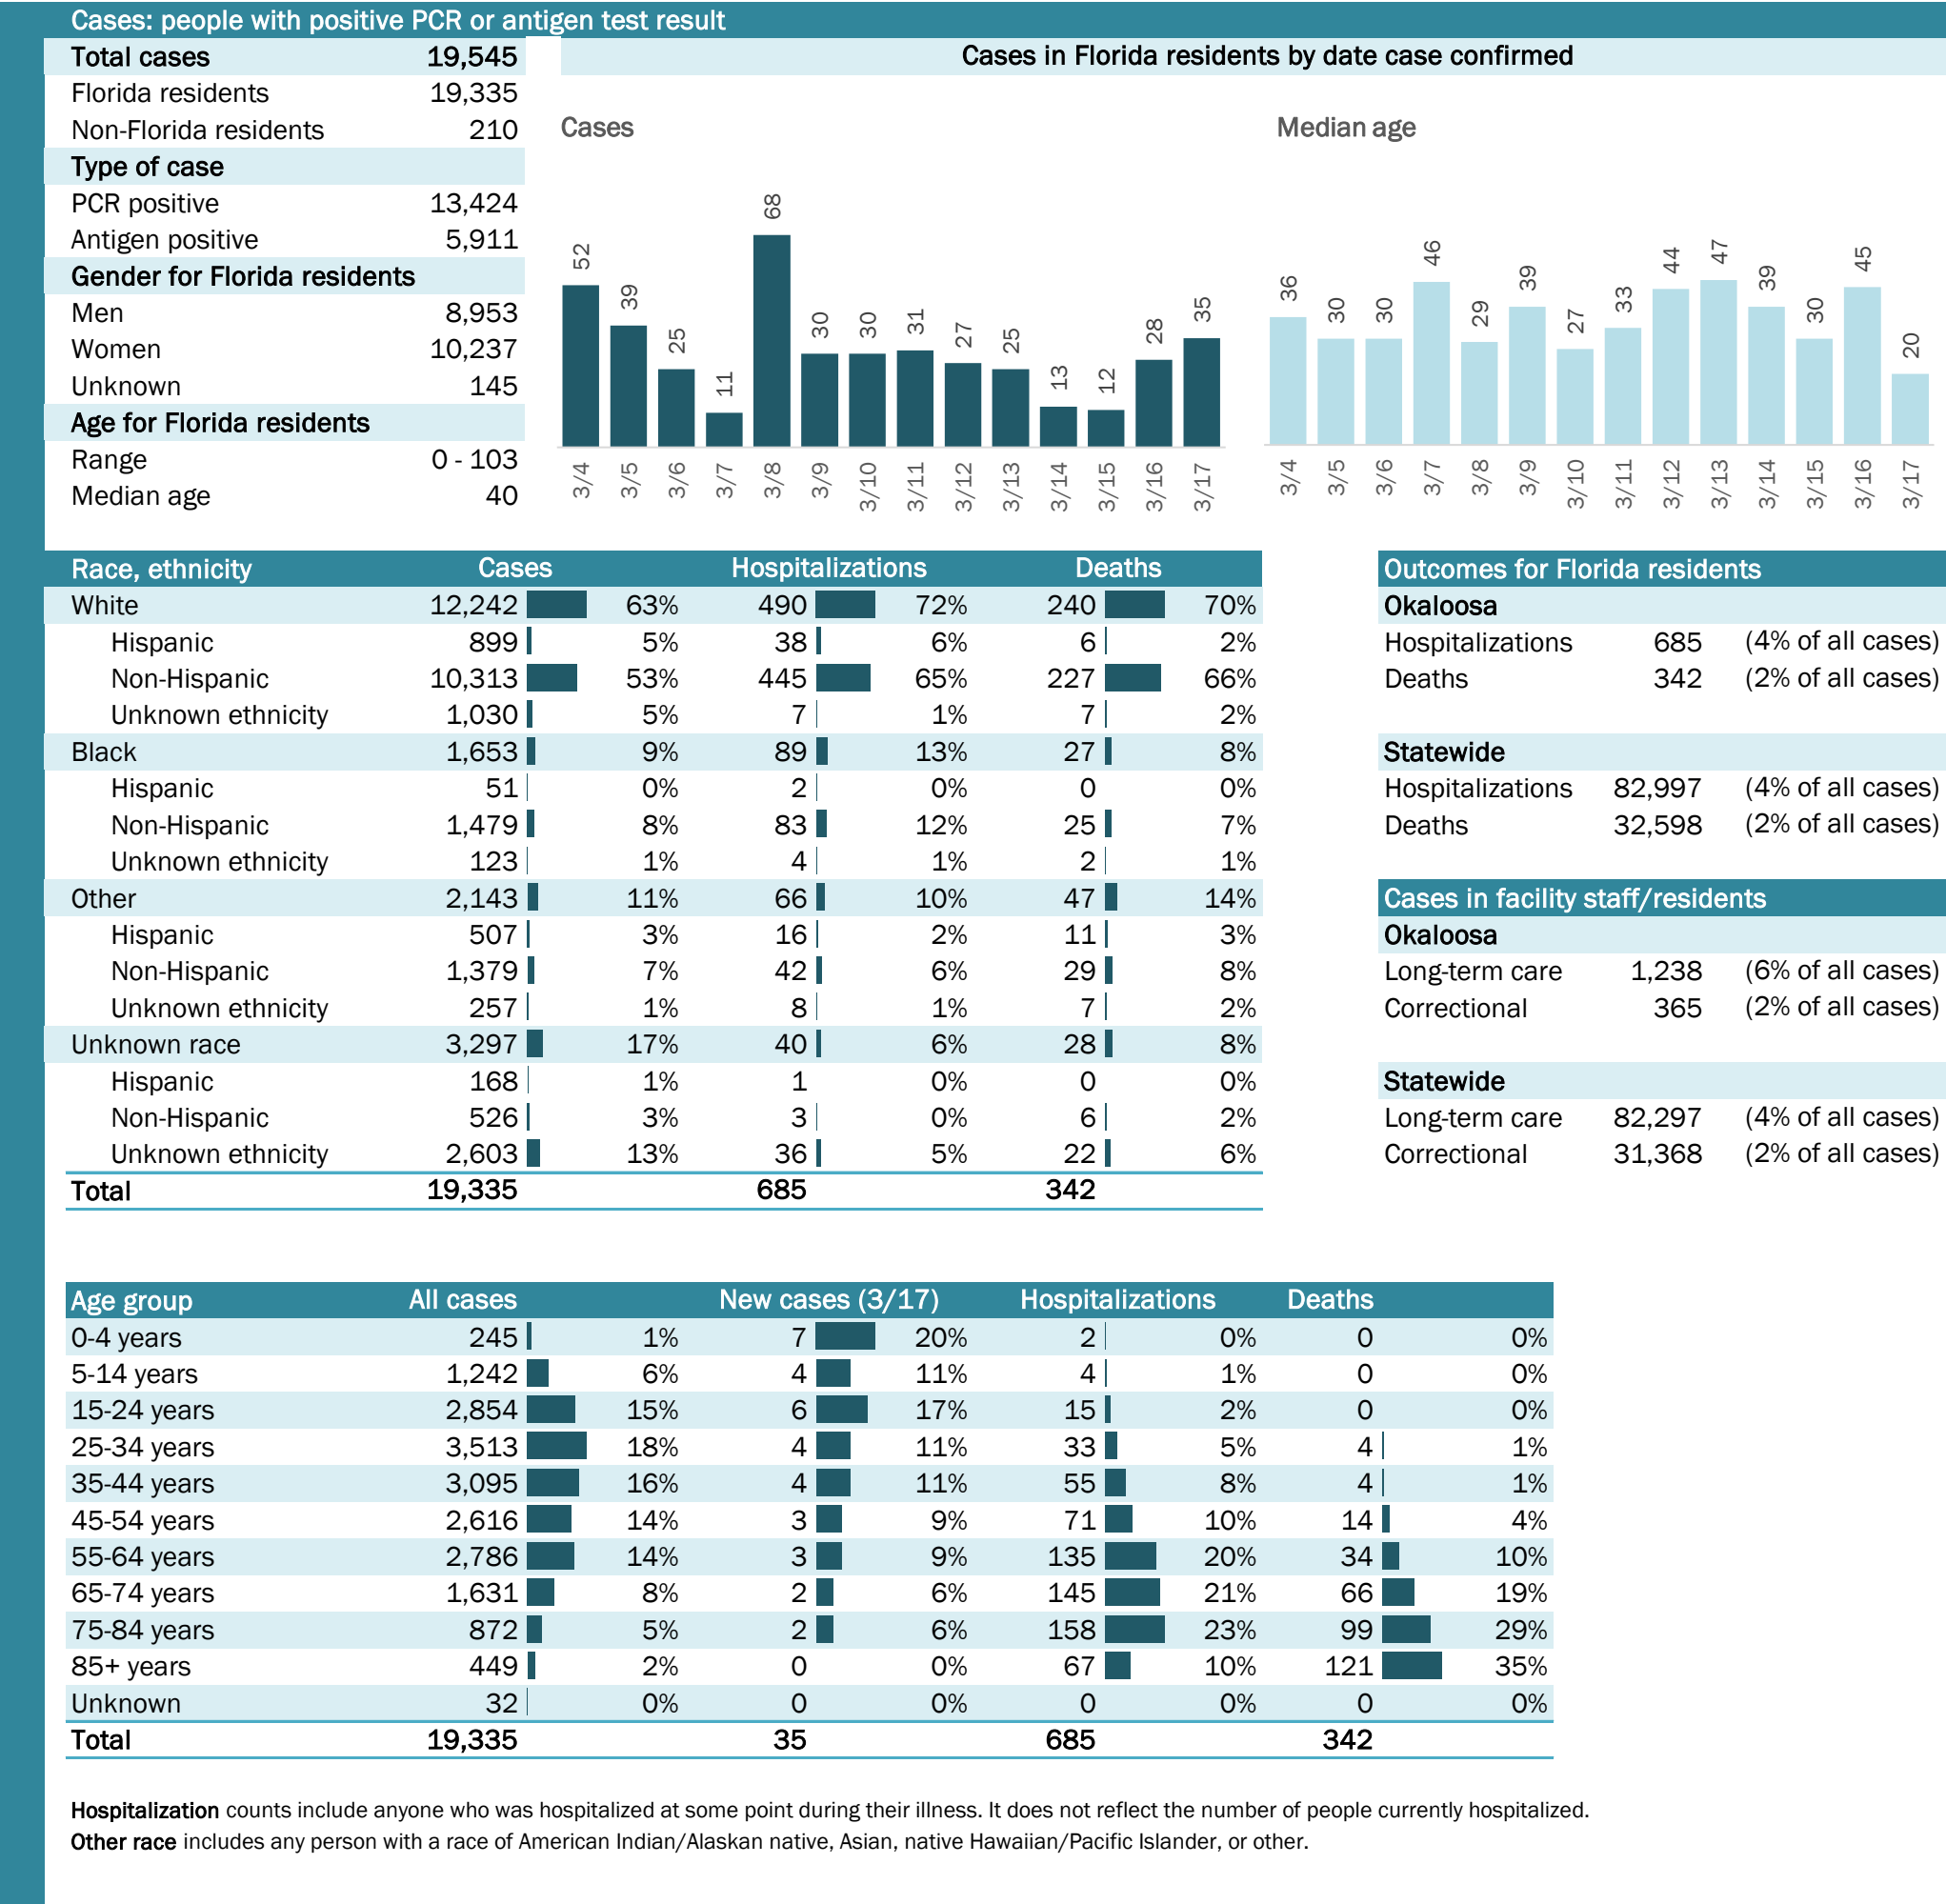 Cases: people with positive PCR or antigen test result
Total cases 19,545
Florida residents 19,335
Non-Florida residents 210
Type of case
PCR positive 13,424
Antigen positive 5,911
Gender for Florida residents
Men 8,953
Women 10,237
Unknown 145
Age for Florida residents
Range 0 - 103
Median age 40
Cases in Florida residents by date case confirmed
Cases
52 39 25 11 68 30 30 31 27 25 13 12 28 35
3/4 3/5 3/6 3/7 3/8 3/9 3/10 3/11 3/12 3/13 3/14 3/15 3/16 3/17
Median age
36 30 30 46 29 39 27 33 44 47 39 30 45 20
3/4 3/5 3/6 3/7 3/8 3/9 3/10 3/11 3/12 3/13 3/14 3/15 3/16 3/17
Race, ethnicity Cases Hospitalizations Deaths
White 12,242 63% 490 72% 240 70%
Hispanic 899 5% 38 6% 6 2%
Non-Hispanic 10,313 53% 445 65% 227 66%
Unknown ethnicity 1,030 5% 7 1% 7 2%
Black 1,653 9% 89 13% 27 8%
Hispanic 51 0% 2 0% 0 0%
Non-Hispanic 1,479 8% 83 12% 25 7%
Unknown ethnicity 123 1% 4 1% 2 1%
Other 2,143 11% 66 10% 47 14%
Hispanic 507 3% 16 2% 11 3%
Non-Hispanic 1,379 7% 42 6% 29 8%
Unknown ethnicity 257 1% 8 1% 7 2%
Unknown race 3,297 17% 40 6% 28 8%
Hispanic 168 1% 1 0% 0 0%
Non-Hispanic 526 3% 3 0% 6 2%
Unknown ethnicity 2,603 13% 36 5% 22 6%
Total 19,335 685 342
Outcomes for Florida residents
Okaloosa
Hospitalizations 685 (4% of all cases)
Deaths 342 (2% of all cases)
Statewide
Hospitalizations 82,997 (4% of all cases)
Deaths 32,598 (2% of all cases)
Cases in facility staff/residents
Okaloosa
Long-term care 1,238 (6% of all cases)
Correctional 365 (2% of all cases)
Statewide
Long-term care 82,297 (4% of all cases)
Correctional 31,368 (2% of all cases)
Age group All cases New cases (3/17) Hospitalizations Deaths
0-4 years 245 1% 7 20% 2 0% 0 0%
5-14 years 1,242 6% 4 11% 4 1% 0 0%
15-24 years 2,854 15% 6 17% 15 2% 0 0%
25-34 years 3,513 18% 4 11% 33 5% 4 1%
35-44 years 3,095 16% 4 11% 55 8% 4 1%
45-54 years 2,616 14% 3 9% 71 10% 14 4%
55-64 years 2,786 14% 3 9% 135 20% 34 10%
65-74 years 1,631 8% 2 6% 145 21% 66 19%
75-84 years 872 5% 2 6% 158 23% 99 29%
85+ years 449 2% 0 0% 67 10% 121 35%
Unknown 32 0% 0 0% 0 0% 0 0%
Total 19,335 35 685 342
Hospitalization counts include anyone who was hospitalized at some point during their illness. It does not reflect the number of people currently hospitalized.
Other race includes any person with a race of American Indian/Alaskan native, Asian, native Hawaiian/Pacific Islander, or other.